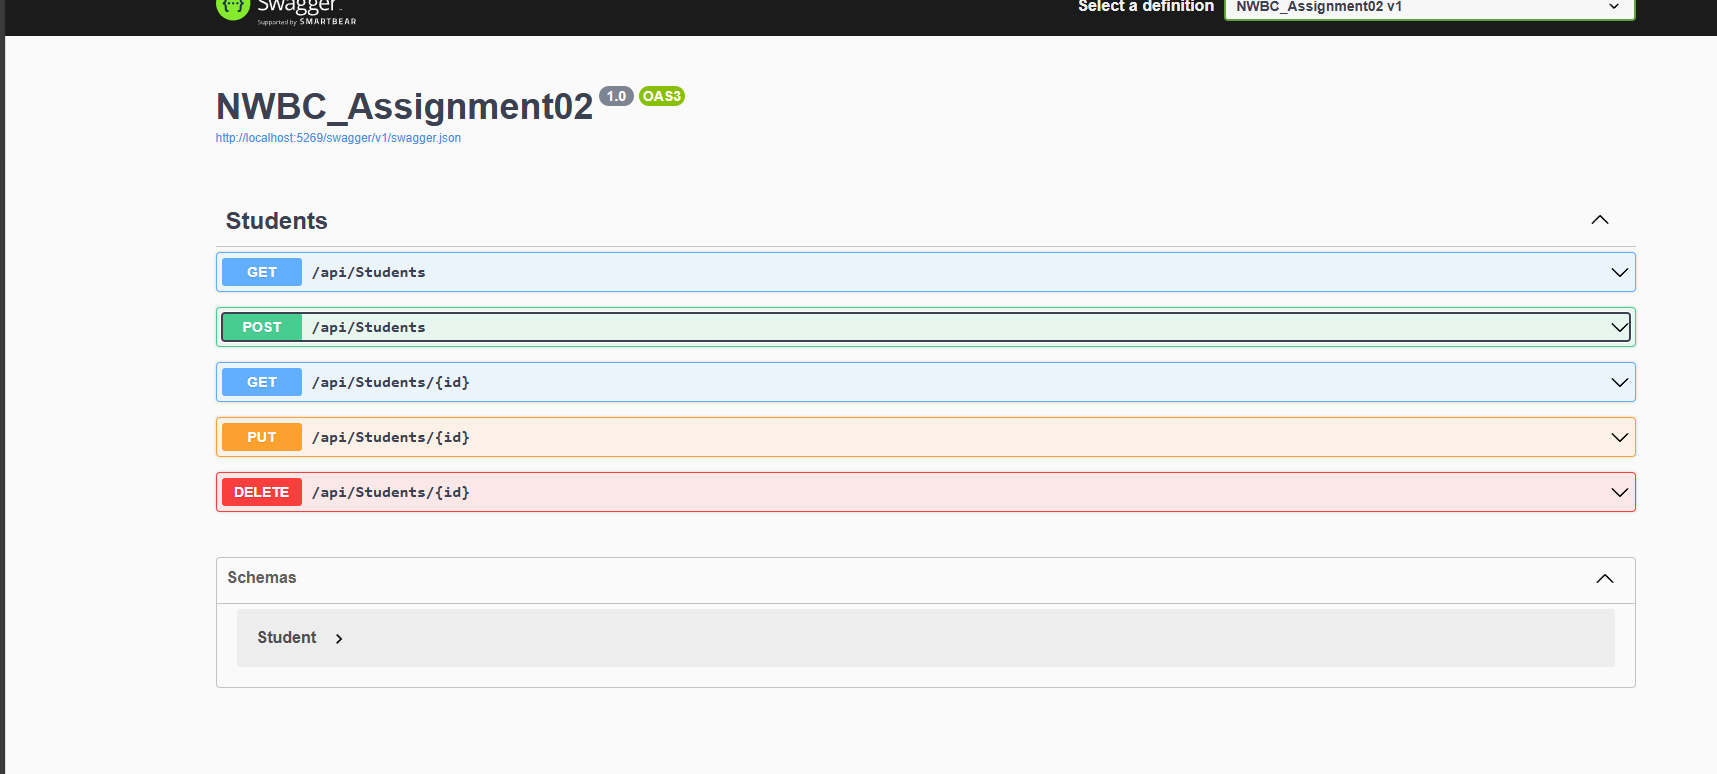 Swagger
Supported by SMARTBEAR
Select a definition
NWBC_Assignment02 v1
NWBC_Assignment02 1.0 OAS3
http://localhost:5269/swagger/v1/swagger.json
Students
GET /api/Students
POST /api/Students
GET /api/Students/{id}
PUT /api/Students/{id}
DELETE /api/Students/{id}
Schemas
Student